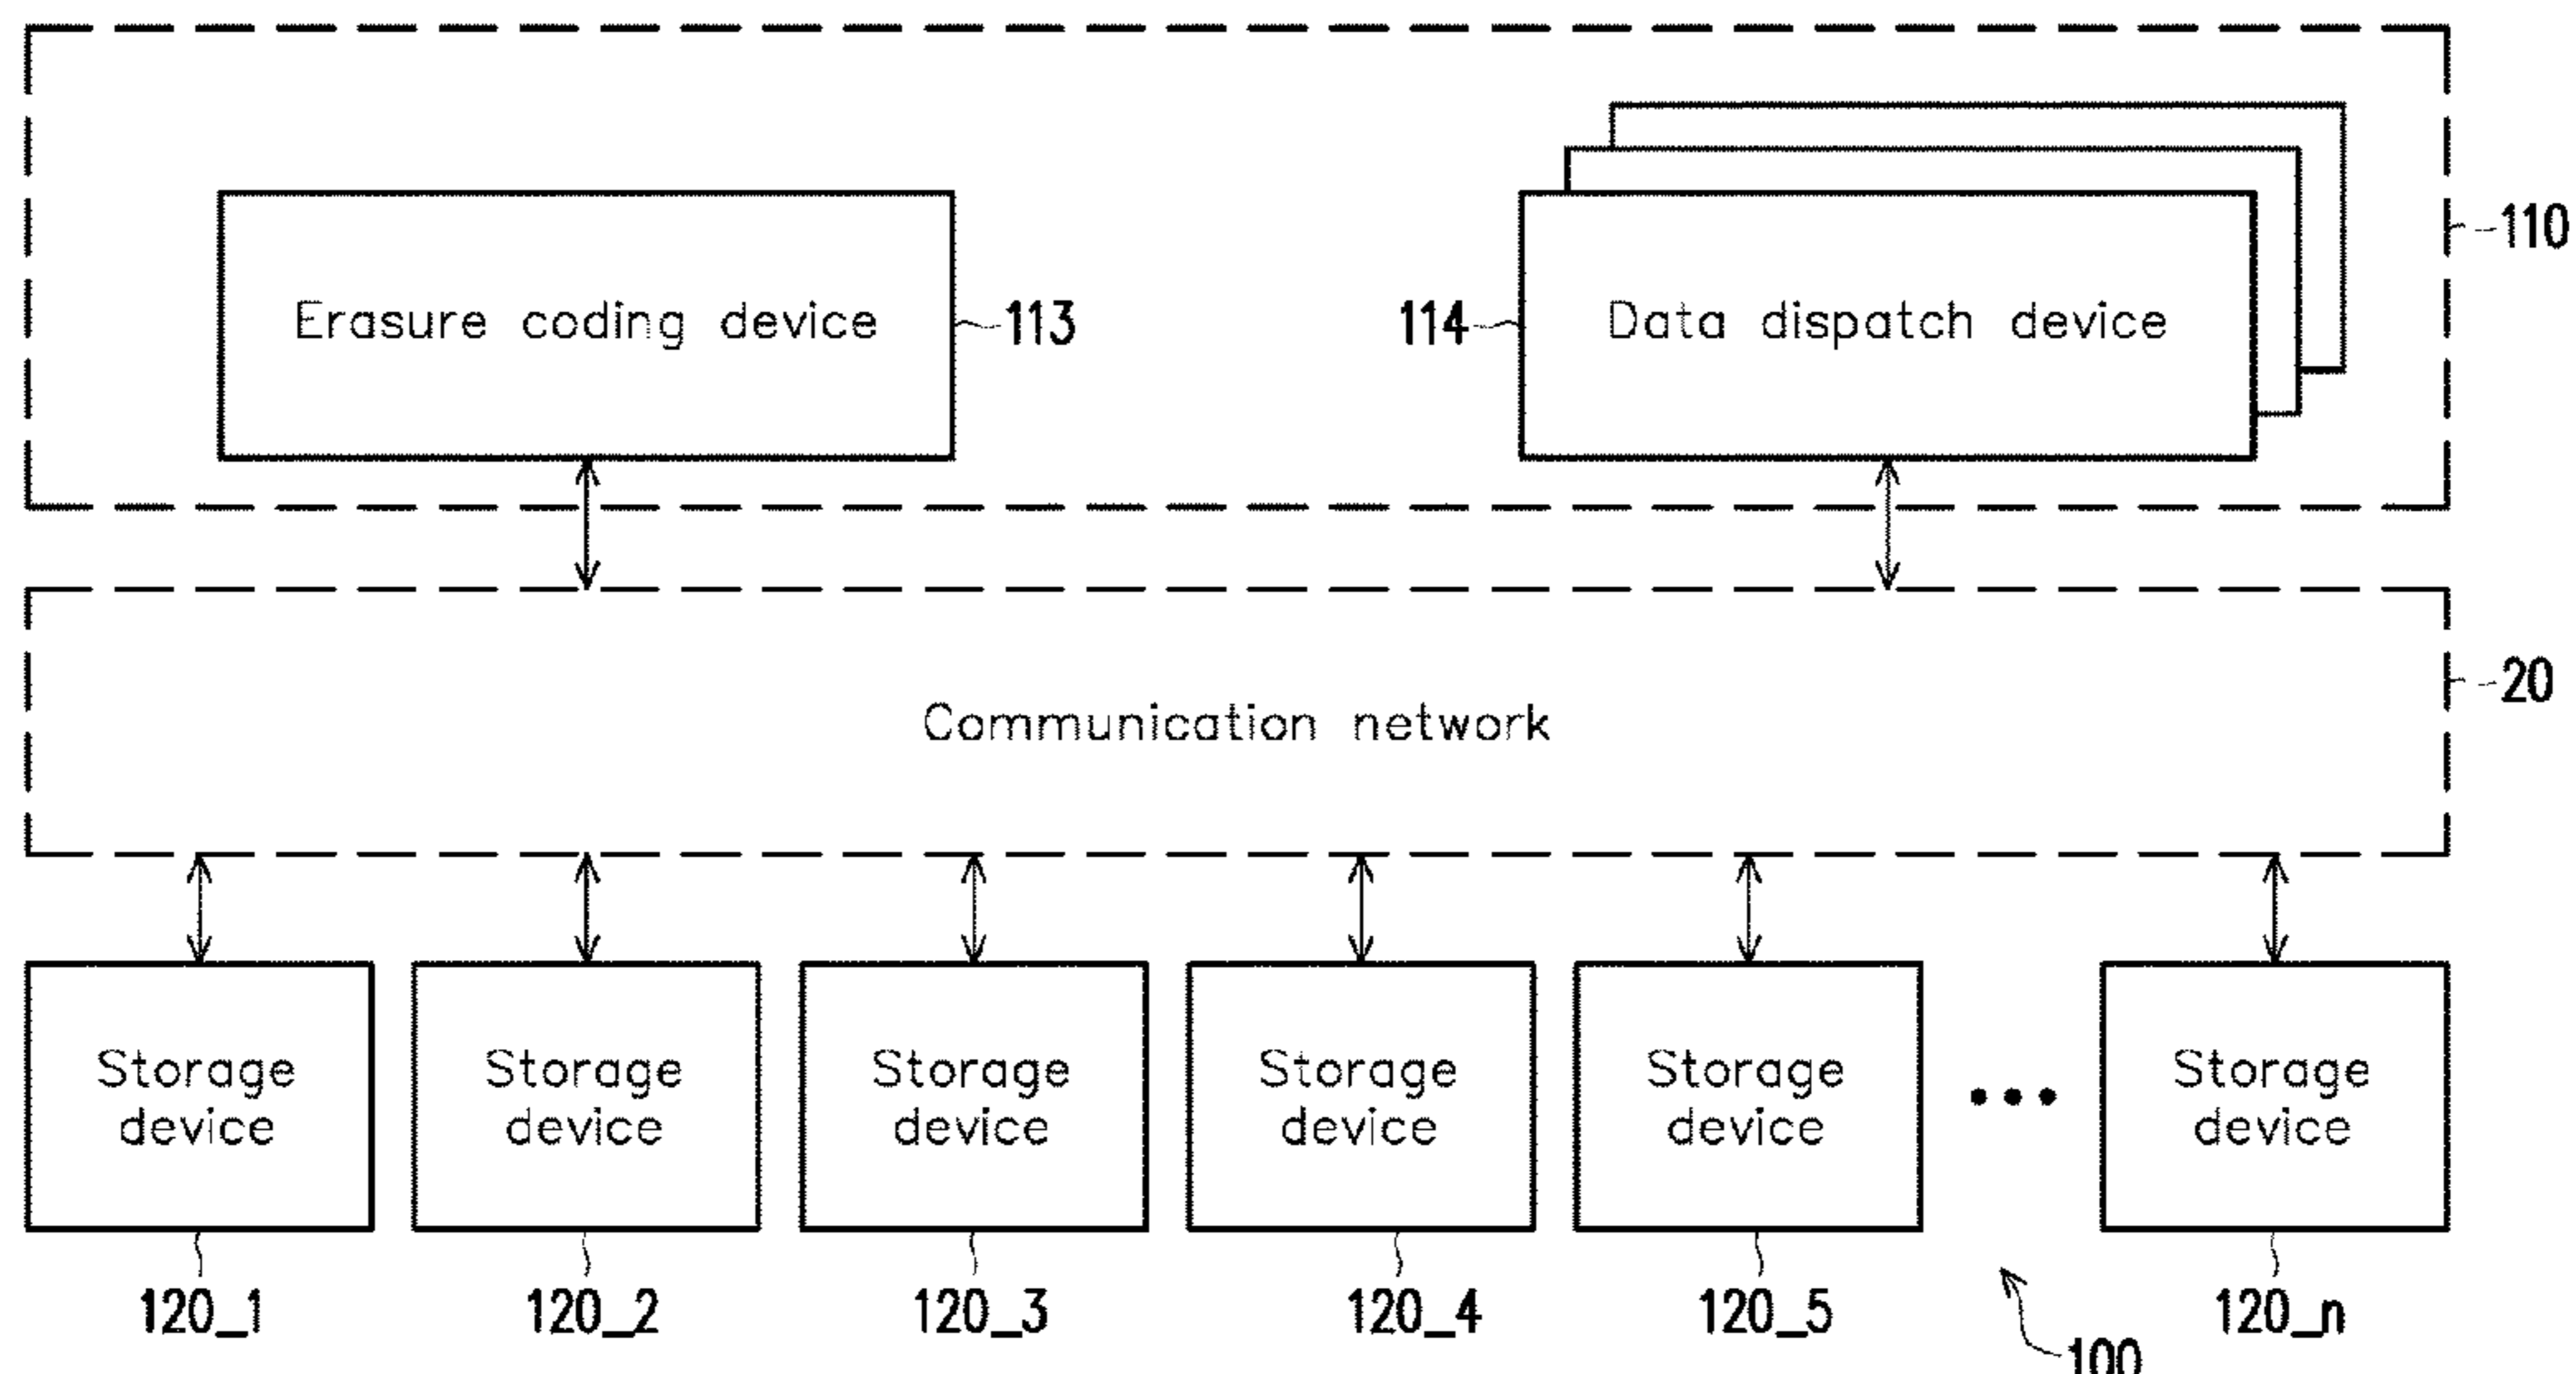 110
Erasure coding device
113
114
Data dispatch device
Communication network
20
Storage device
Storage device
Storage device
Storage device
Storage device
Storage device
120_1
120_2
120_3
120_4
120_5
120_n
100